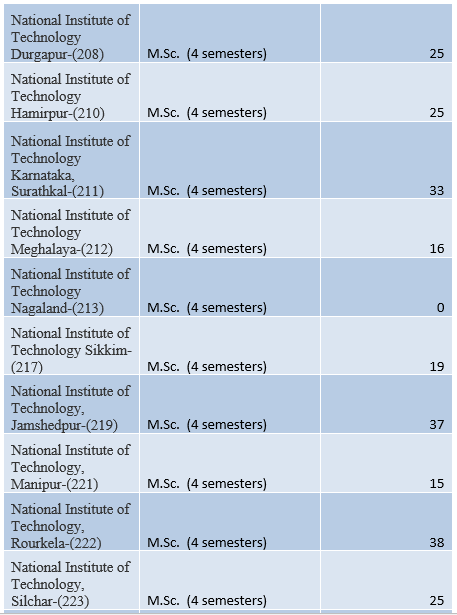 National Institute of
Technology
Durgapur-(208) M.Sc. (4 semesters) 25
National Institute of
Technology
Hamirpur-(210) M.Sc. (4 semesters) 25
National Institute of
Technology
Karnataka,
Surathkal-(211) M.Sc. (4 semesters) 33
National Institute of
Technology
Meghalaya-(212) M.Sc. (4 semesters) 16
National Institute of
Technology
Nagaland-(213) M.Sc. (4 semesters) 0
National Institute of
Technology Sikkim-
(217) M.Sc. (4 semesters) 19
National Institute of
Technology,
Jamshedpur-(219) M.Sc. (4 semesters) 37
National Institute of
Technology,
Manipur-(221) M.Sc. (4 semesters) 15
National Institute of
Technology,
Rourkela-(222) M.Sc. (4 semesters) 38
National Institute of
Technology,
Silchar-(223) M.Sc. (4 semesters) 25